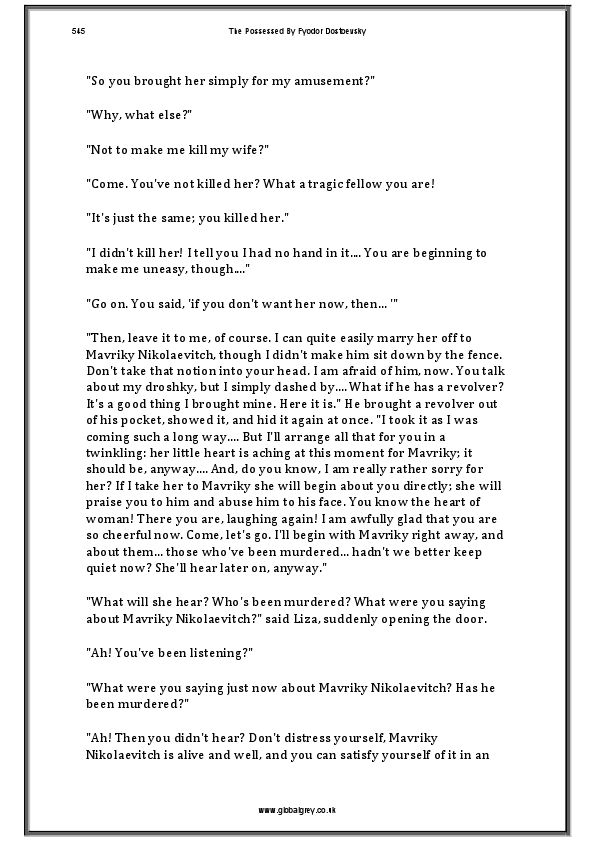 545 The Possessed By Fyodor Dostoevsky
"So you brought her simply for my amusement?"
"Why, what else?"
"Not to make me kill my wife?"
"Come. You've not killed her? What a tragic fellow you are!
"It's just the same; you killed her."
"I didn't kill her! I tell you I had no hand in it.... You are beginning to
make me uneasy, though...."
"Go on. You said, 'if you don't want her now, then... '"
"Then, leave it to me, of course. I can quite easily marry her off to
Mavriky Nikolaevitch, though I didn't make him sit down by the fence.
Don't take that notion into your head. I am afraid of him, now. You talk
about my droshky, but I simply dashed by.... What if he has a revolver?
It's a good thing I brought mine. Here it is." He brought a revolver out
of his pocket, showed it, and hid it again at once. "I took it as I was
coming such a long way.... But I'll arrange all that for you in a
twinkling: her little heart is aching at this moment for Mavriky; it
should be, anyway.... And, do you know, I am really rather sorry for
her? If I take her to Mavriky she will begin about you directly; she will
praise you to him and abuse him to his face. You know the heart of
woman! There you are, laughing again! I am awfully glad that you are
so cheerful now. Come, let's go. I'll begin with Mavriky right away, and
about them... those who've been murdered... hadn't we better keep
quiet now? She'll hear later on, anyway."
"What will she hear? Who's been murdered? What were you saying
about Mavriky Nikolaevitch?" said Liza, suddenly opening the door.
"Ah! You've been listening?"
"What were you saying just now about Mavriky Nikolaevitch? Has he
been murdered?"
"Ah! Then you didn't hear? Don't distress yourself, Mavriky
Nikolaevitch is alive and well, and you can satisfy yourself of it in an
www.globalgrey.co.uk